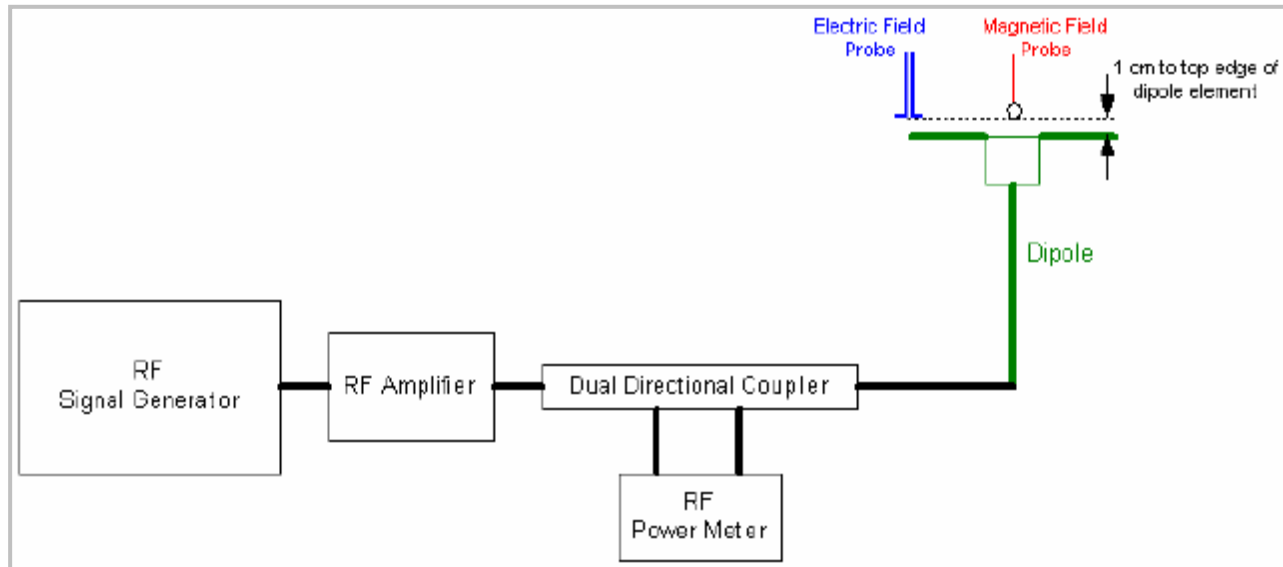 Electric Field
Probe
Magnetic Field
Probe
1 cm to top edge of
dipole element
Dipole
RF
Signal Generator
RF Amplifier
Dual Directional Coupler
RF
Power Meter